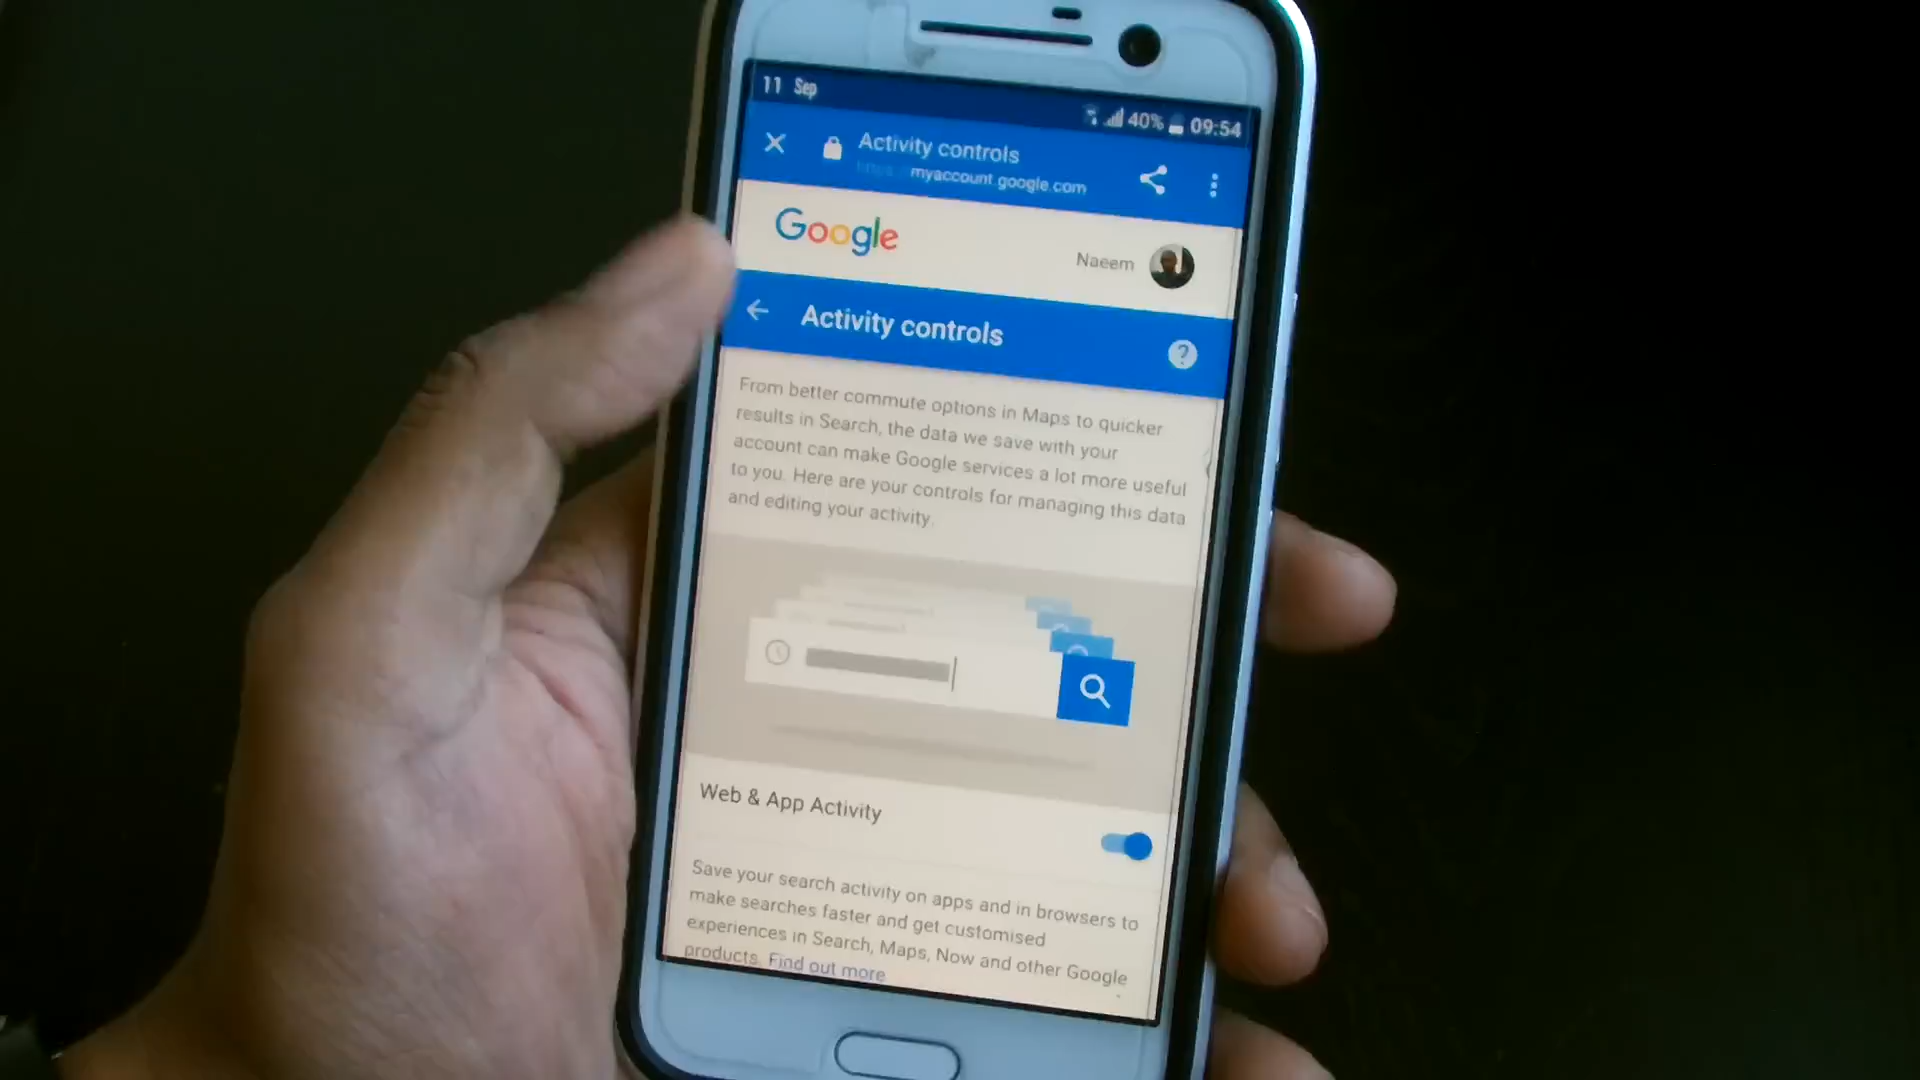 11 Sep
40% 09:54
Activity controls
https://myaccount.google.com
Google
Naeem
Activity controls
?
From better commute options in Maps to quicker
results in Search, the data we save with your
account can make Google services a lot more useful
to you. Here are your controls for managing this data
and editing your activity.
Web & App Activity
Save your search activity on apps and in browsers to
make searches faster and get customised
experiences in Search, Maps, Now and other Google
products. Find out more